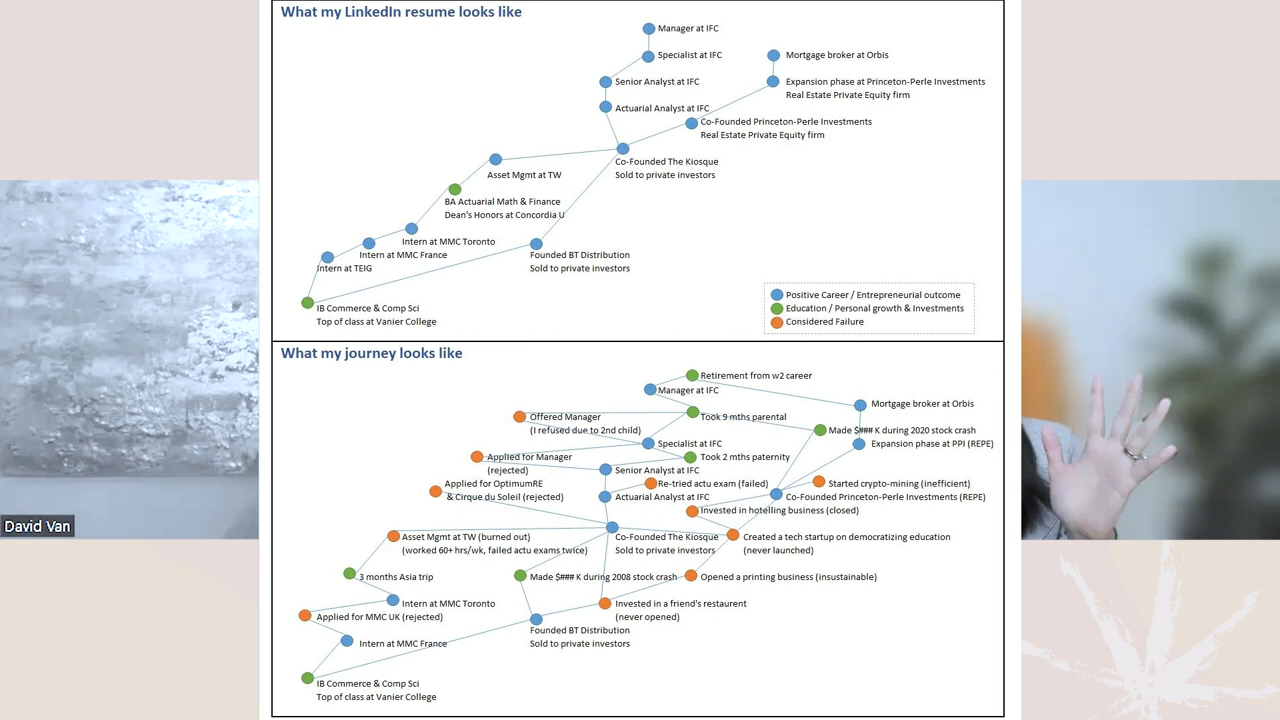 What my LinkedIn resume looks like
Manager at IFC
Specialist at IFC
Mortgage broker at Orbis
Senior Analyst at IFC
Expansion phase at Princeton-Perle Investments
Real Estate Private Equity firm
Actuarial Analyst at IFC
Co-Founded Princeton-Perle Investments
Real Estate Private Equity firm
Co-Founded The Kiosque
Sold to private investors
Asset Mgmt at TW
BA Actuarial Math & Finance
Dean's Honors at Concordia U
Intern at MMC Toronto
Intern at MMC France
Intern at TEIG
Founded BT Distribution
Sold to private investors
IB Commerce & Comp Sci
Top of class at Vanier College
Positive Career / Entrepreneurial outcome
Education / Personal growth & Investments
Considered Failure
What my journey looks like
Retirement from w2 career
Manager at IFC
Mortgage broker at Orbis
Offered Manager
(I refused due to 2nd child)
Took 9 mths parental
Made $### K during 2020 stock crash
Specialist at IFC
Expansion phase at PPI (REPE)
Applied for Manager
(rejected)
Took 2 mths paternity
Senior Analyst at IFC
Applied for OptimumRE
& Cirque du Soleil (rejected)
Re-tried actu exam (failed)
Started crypto-mining (inefficient)
Actuarial Analyst at IFC
Co-Founded Princeton-Perle Investments (REPE)
Invested in hotelling business (closed)
Asset Mgmt at TW (burned out)
(worked 60+ hrs/wk, failed actu exams twice)
Co-Founded The Kiosque
Sold to private investors
Created a tech startup on democratizing education
(never launched)
3 months Asia trip
Made $### K during 2008 stock crash
Opened a printing business (insustainable)
Intern at MMC Toronto
Applied for MMC UK (rejected)
Invested in a friend's restaurent
(never opened)
Founded BT Distribution
Sold to private investors
Intern at MMC France
IB Commerce & Comp Sci
Top of class at Vanier College
David Van